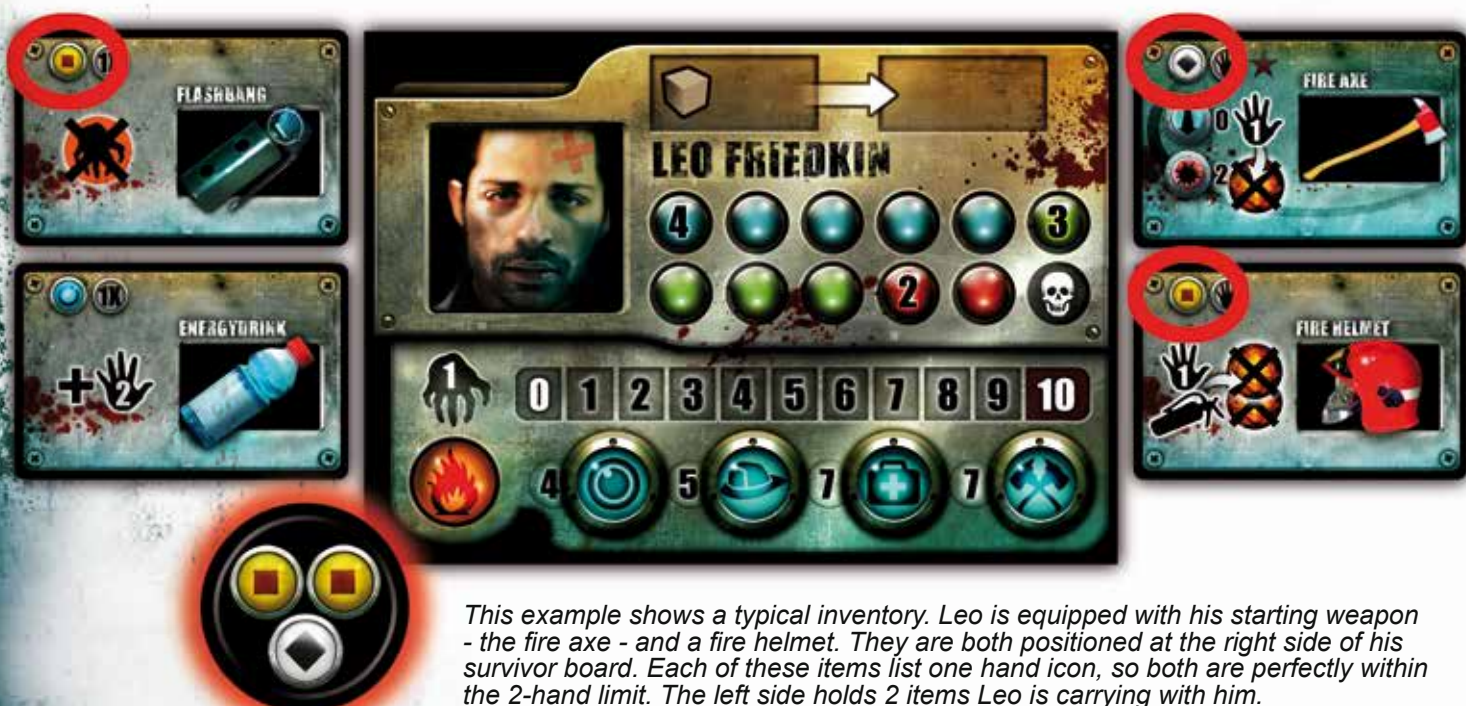 1X
FLASHBANG
ENERGYDRINK
1X
+ 2
LEO FRIEDKIN
4
3
2
1
0 1 2 3 4 5 6 7 8 9 10
4 5 7 7
FIRE AXE
0 1
2
FIRE HELMET
1
This example shows a typical inventory. Leo is equipped with his starting weapon
- the fire axe - and a fire helmet. They are both positioned at the right side of his
survivor board. Each of these items list one hand icon, so both are perfectly within
the 2-hand limit. The left side holds 2 items Leo is carrying with him.